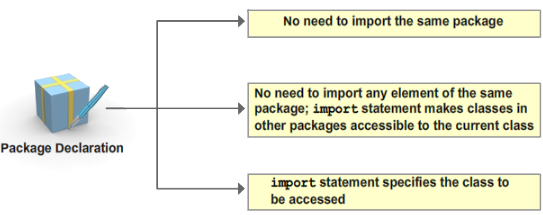 No need to import the same package
No need to import any element of the same
package; import statement makes classes in
other packages accessible to the current class
Package Declaration
import statement specifies the class to
be accessed